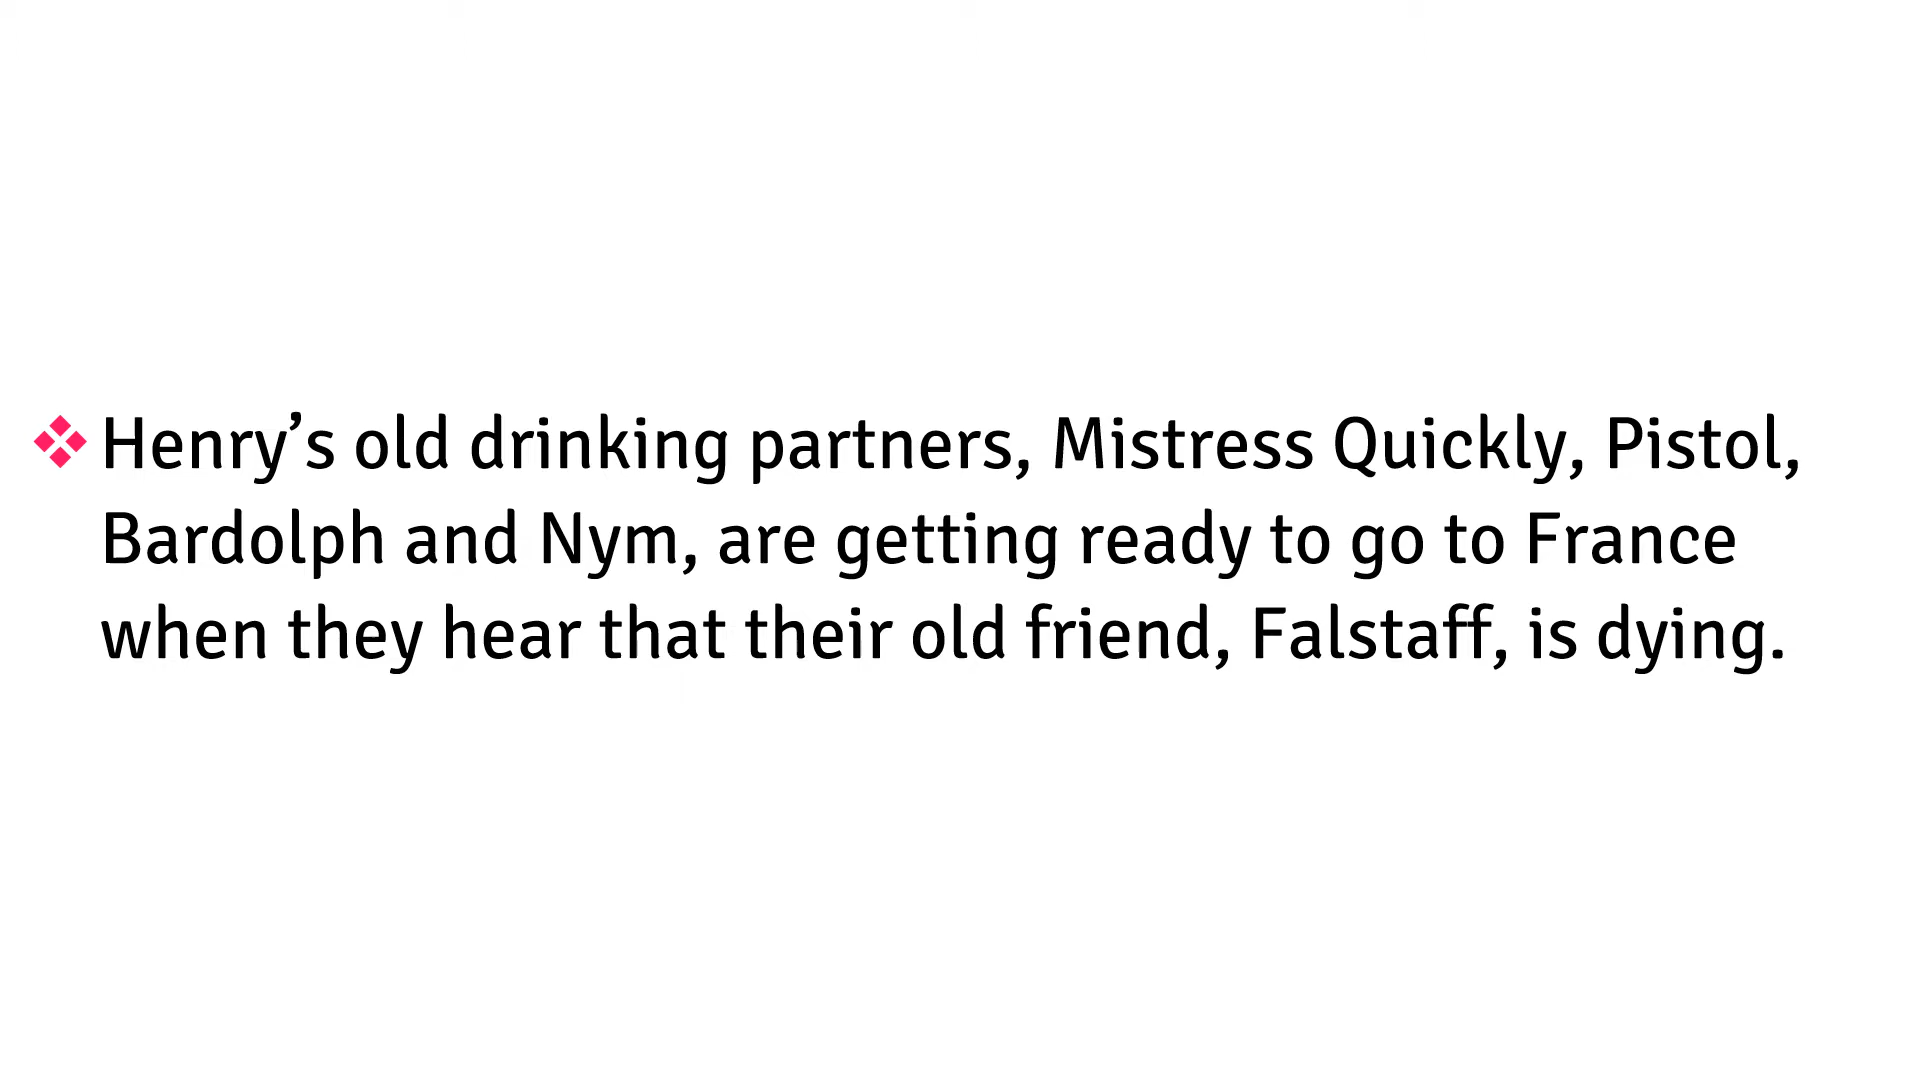 ❖Henry’s old drinking partners, Mistress Quickly, Pistol,
Bardolph and Nym, are getting ready to go to France
when they hear that their old friend, Falstaff, is dying.